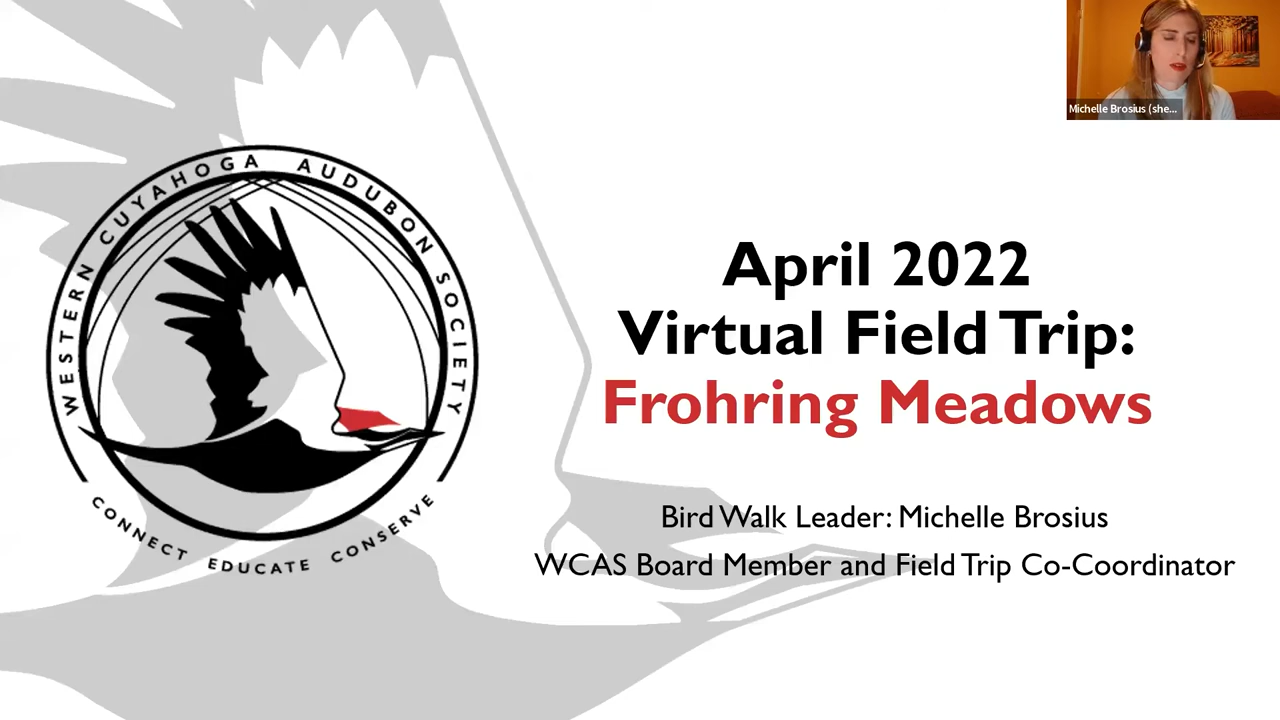 WESTERN CUYAHOGA AUDUBON SOCIETY
CONNECT EDUCATE CONSERVE
Michelle Brosius (she...
April 2022
Virtual Field Trip:
Frohring Meadows
Bird Walk Leader: Michelle Brosius
WCAS Board Member and Field Trip Co-Coordinator